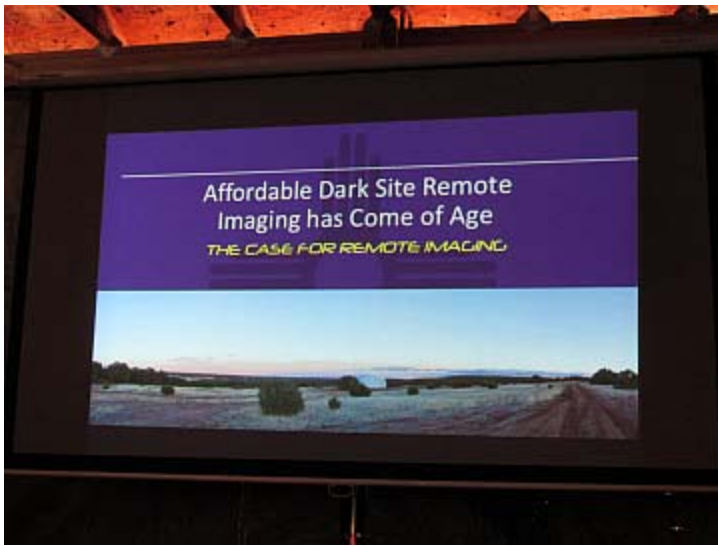 Affordable Dark Site Remote
Imaging has Come of Age
THE CASE FOR REMOTE IMAGING